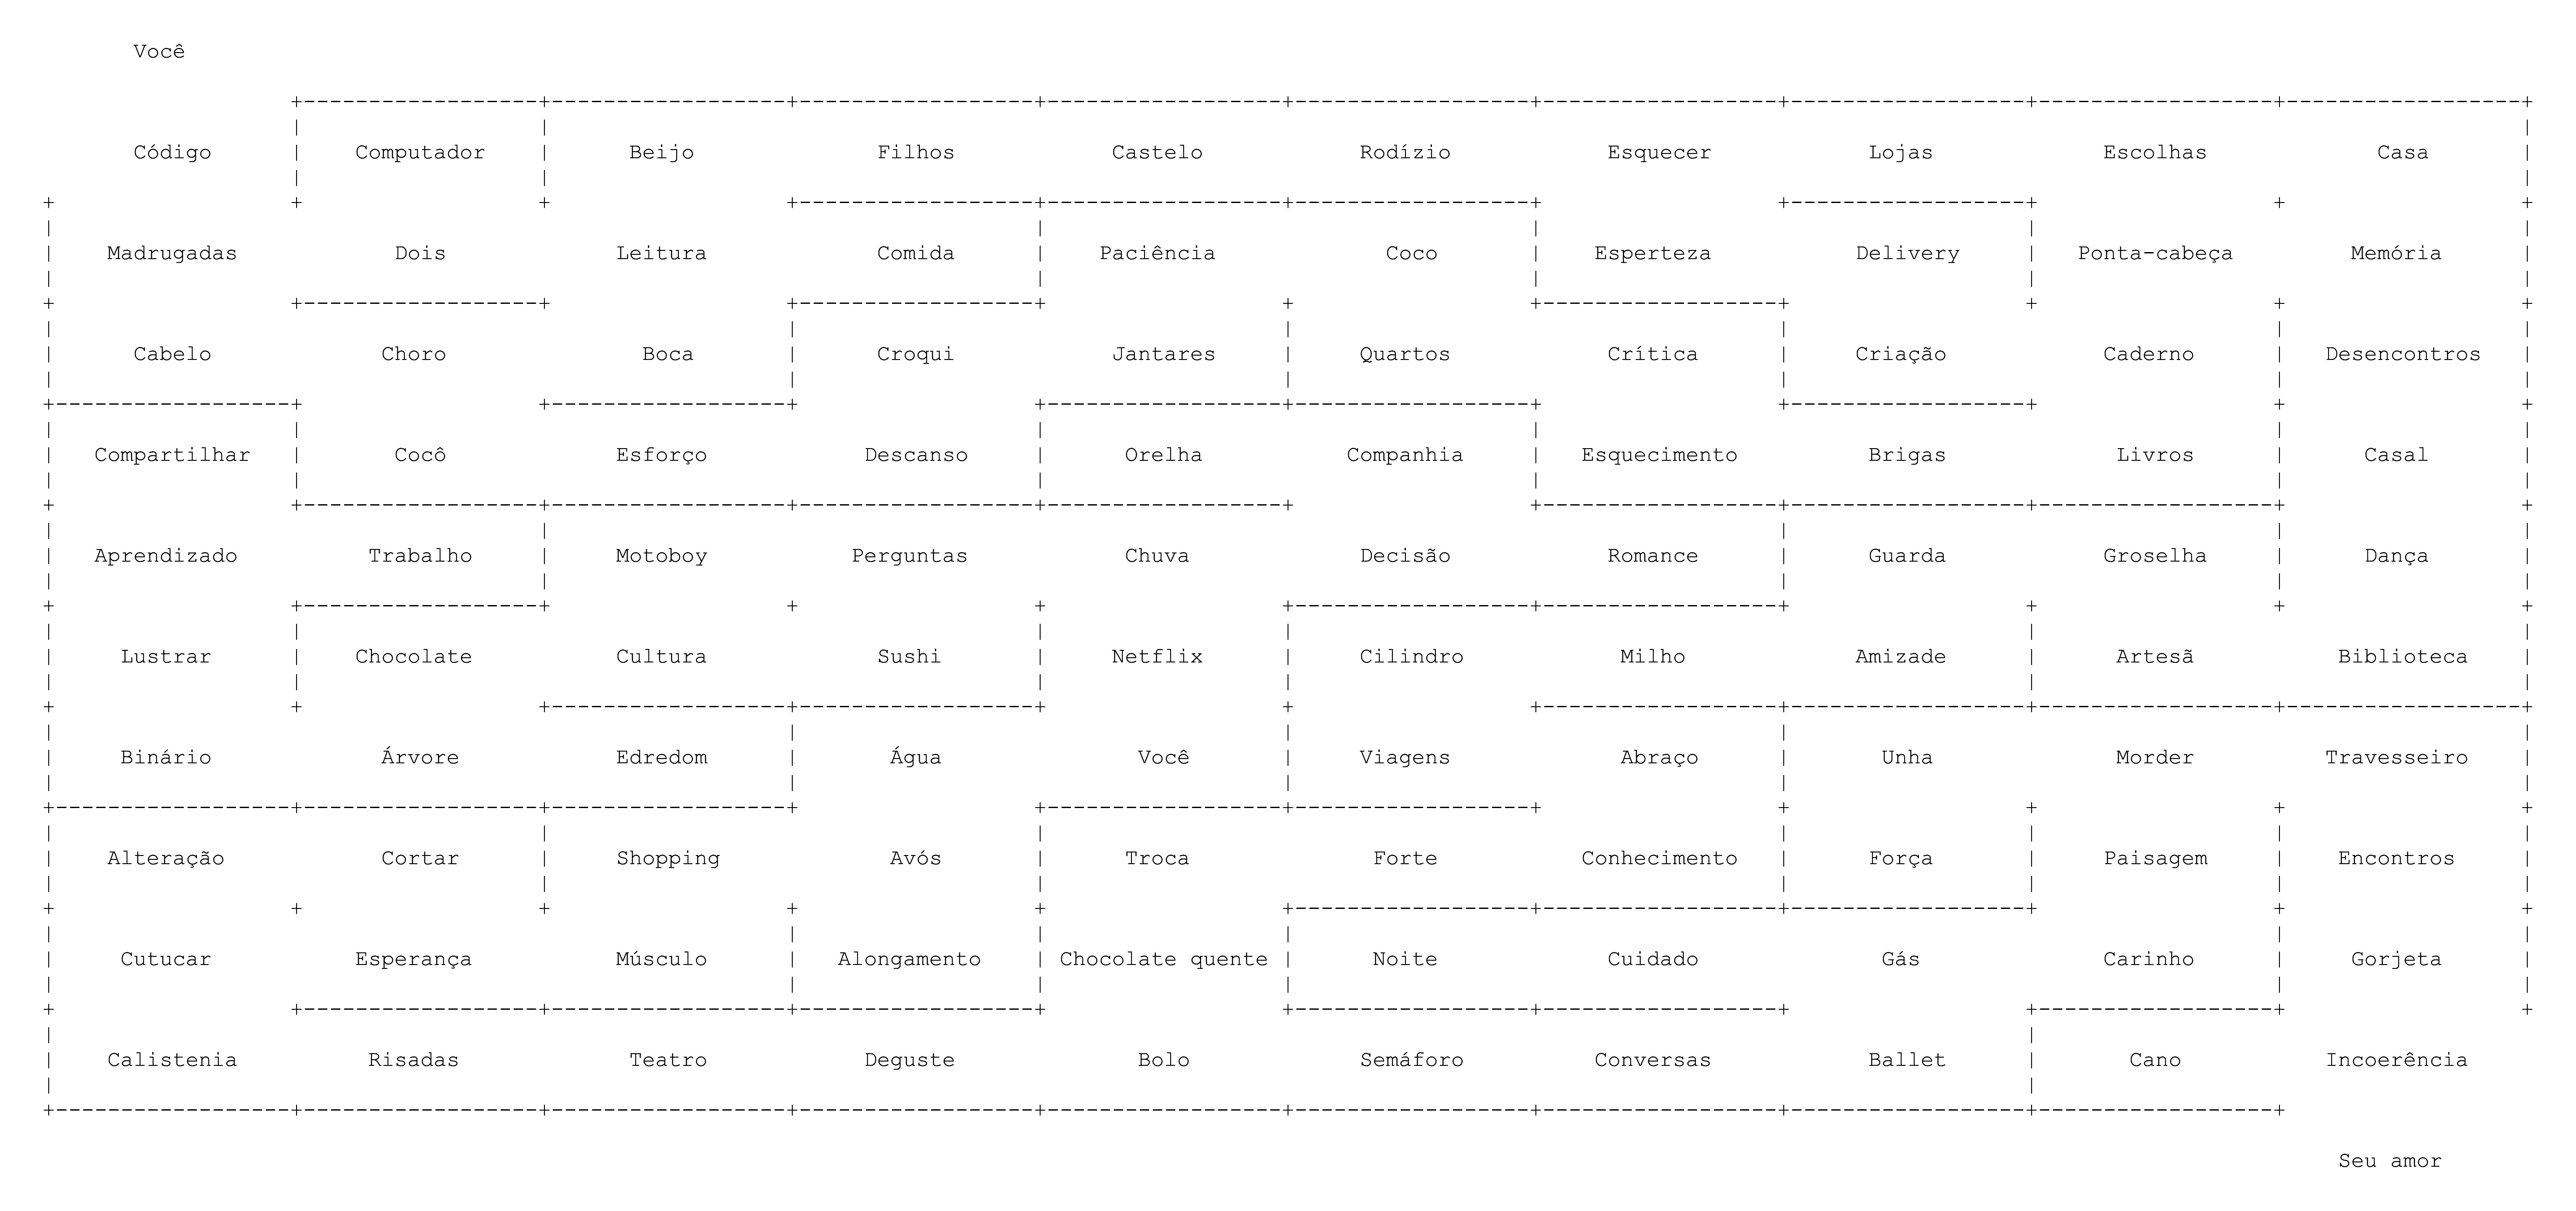 Você
Código Computador Beijo Filhos Castelo Rodízio Esquecer Lojas Escolhas Casa
Madrugadas Dois Leitura Comida Paciência Coco Esperteza Delivery Ponta-cabeça Memória
Cabelo Choro Boca Croqui Jantares Quartos Crítica Criação Caderno Desencontros
Compartilhar Cocô Esforço Descanso Orelha Companhia Esquecimento Brigas Livros Casal
Aprendizado Trabalho Motoboy Perguntas Chuva Decisão Romance Guarda Groselha Dança
Lustrar Chocolate Cultura Sushi Netflix Cilindro Milho Amizade Artesã Biblioteca
Binário Árvore Edredom Água Você Viagens Abraço Unha Morder Travesseiro
Alteração Cortar Shopping Avós Troca Forte Conhecimento Força Paisagem Encontros
Cutucar Esperança Músculo Alongamento Chocolate quente Noite Cuidado Gás Carinho Gorjeta
Calistenia Risadas Teatro Deguste Bolo Semáforo Conversas Ballet Cano Incoerência
Seu amor